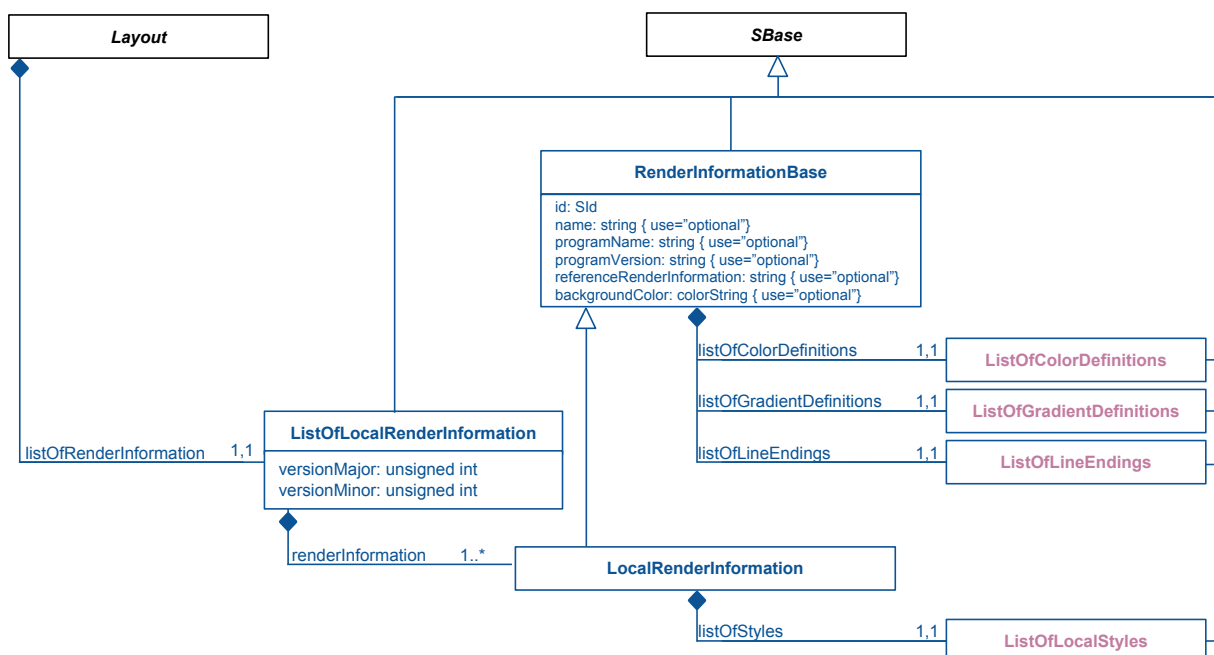 Layout
SBase
RenderInformationBase
id: SId
name: string { use=”optional”}
programName: string { use=”optional”}
programVersion: string { use=”optional”}
referenceRenderInformation: string { use=”optional”}
backgroundColor: colorString { use=”optional”}
listOfColorDefinitions 1,1
ListOfColorDefinitions
listOfGradientDefinitions 1,1
ListOfGradientDefinitions
ListOfLocalRenderInformation
listOfRenderInformation 1,1
listOfLineEndings 1,1
ListOfLineEndings
versionMajor: unsigned int
versionMinor: unsigned int
renderInformation 1..*
LocalRenderInformation
listOfStyles 1,1
ListOfLocalStyles